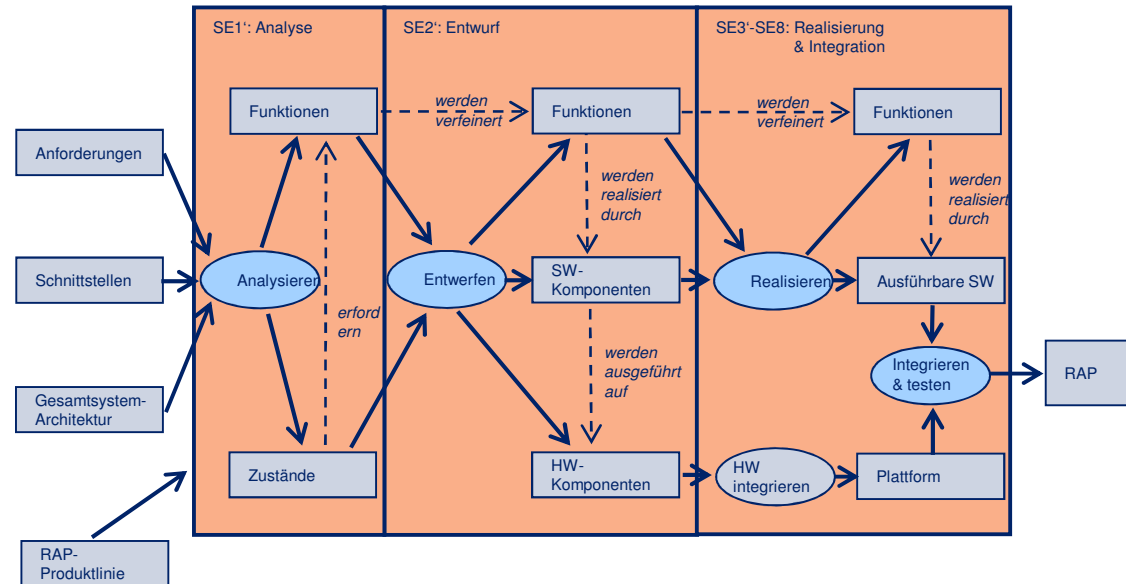 SE1‘: Analyse
SE2‘: Entwurf
SE3‘-SE8: Realisierung
& Integration
Funktionen
werden
verfeinert
Funktionen
werden
verfeinert
Funktionen
Anforderungen
werden
realisiert
durch
werden
realisiert
durch
Schnittstellen
Analysieren
Entwerfen
SW-
Komponenten
Realisieren
Ausführbare SW
erford
ern
werden
ausgeführt
auf
Integrieren
& testen
RAP
Gesamtsystem-
Architektur
Zustände
HW-
Komponenten
HW
integrieren
Plattform
RAP-
Produktlinie